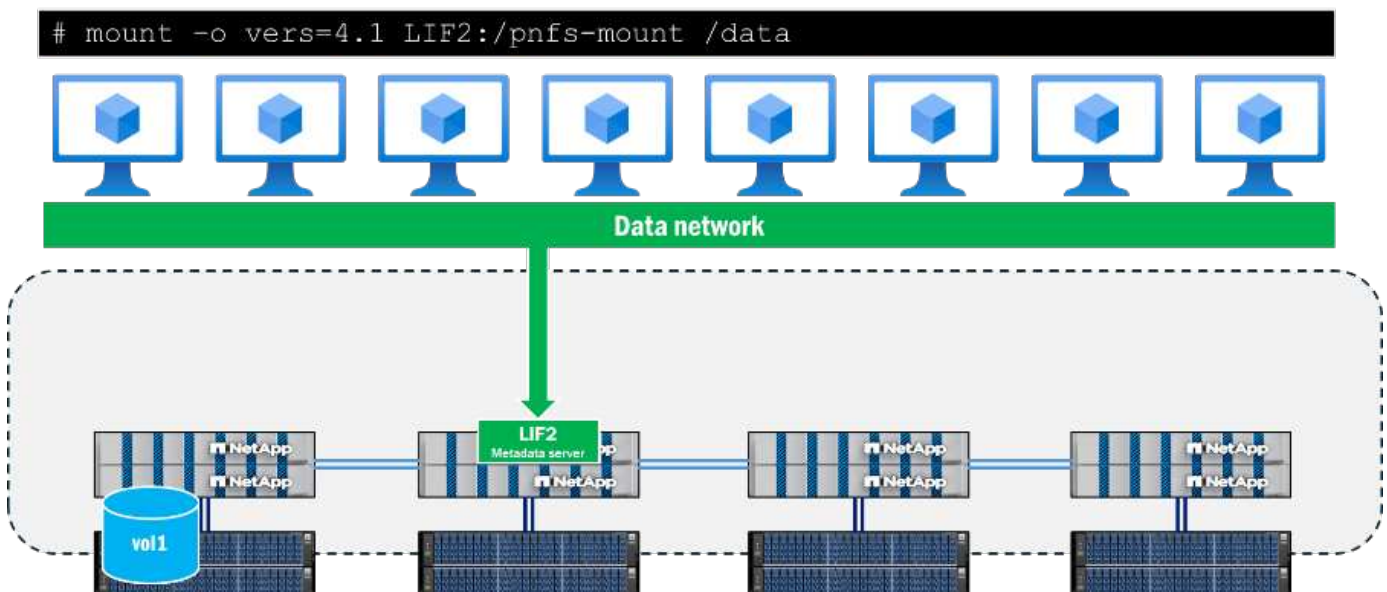 # mount –o vers=4.1 LIF2:/pnfs-mount /data
Data network
LIF2
Metadata server
NetApp
NetApp
NetApp
NetApp
NetApp
NetApp
NetApp
vol1